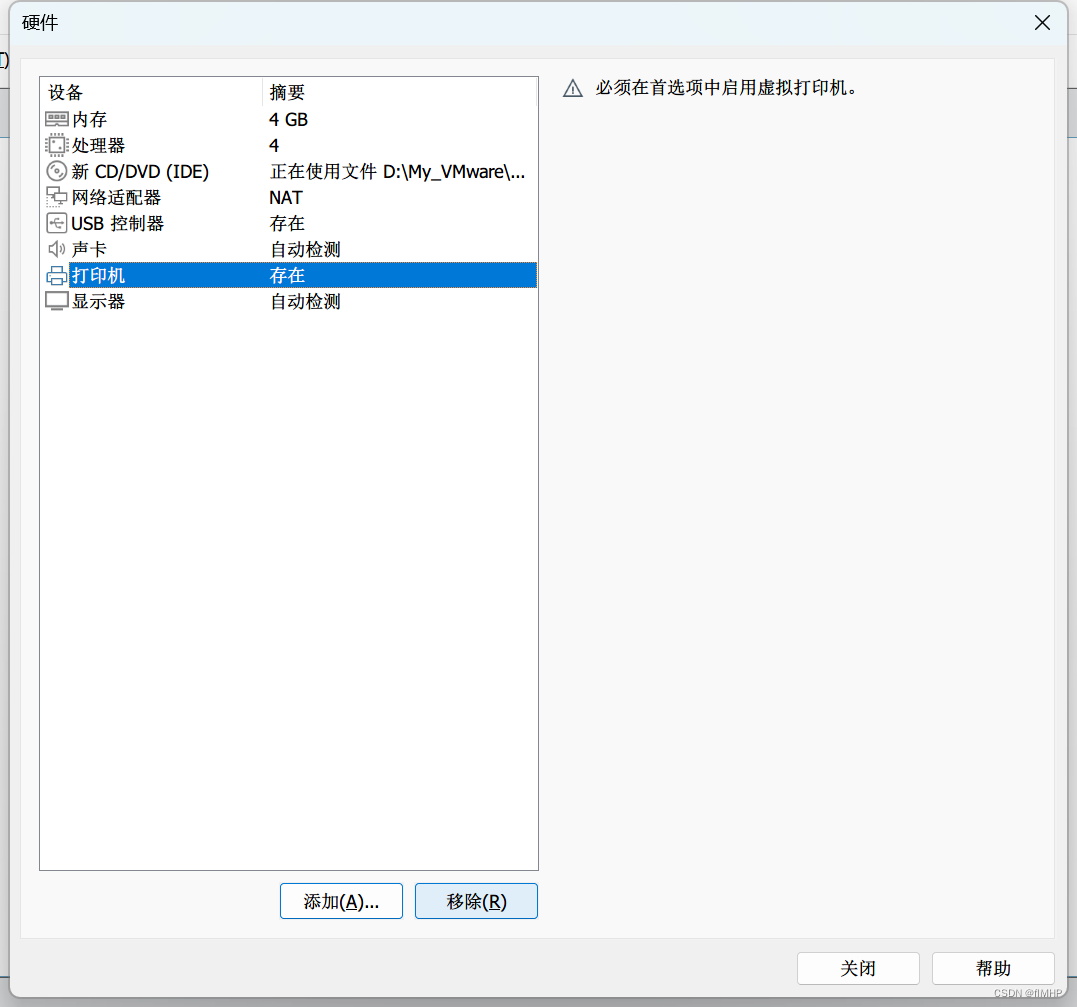 硬件
设备 摘要
内存 4 GB
处理器 4
新 CD/DVD (IDE) 正在使用文件 D:\My_VMware\...
网络适配器 NAT
USB 控制器 存在
声卡 自动检测
打印机 存在
显示器 自动检测
必须在首选项中启用虚拟打印机。
添加(A)... 移除(R)
关闭 帮助
CSDN @flMHP